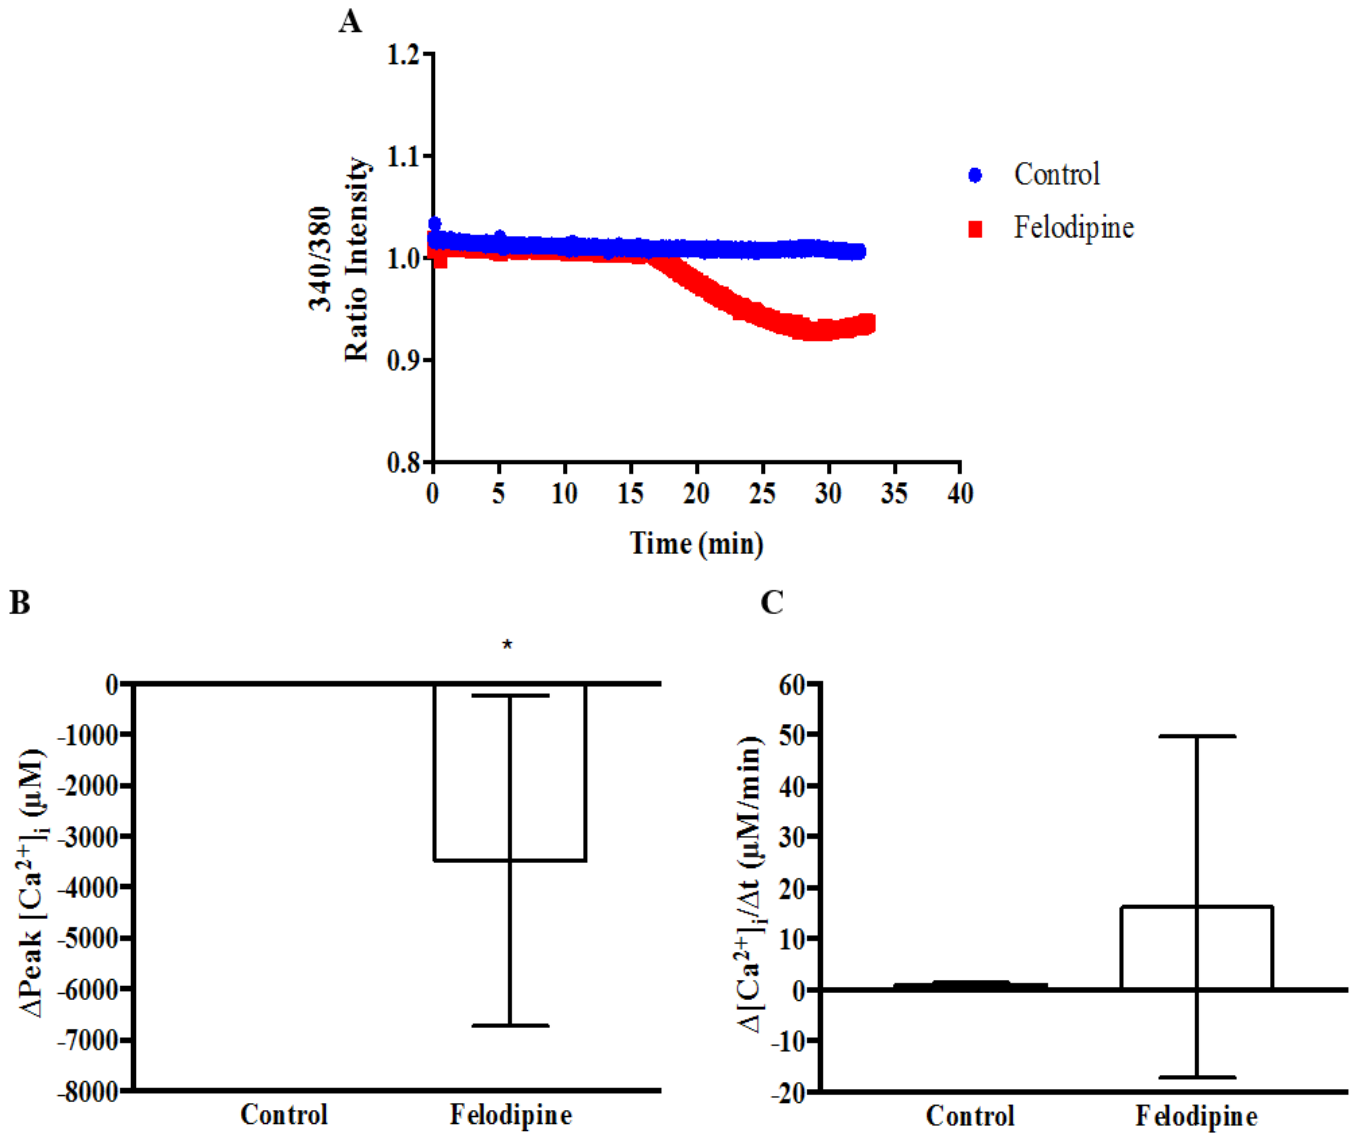 A
1.2
1.1
1.0
0.9
0.8
340/380
Ratio Intensity
0 5 10 15 20 25 30 35 40
Time (min)
Control
Felodipine
B
*
0
-1000
-2000
-3000
-4000
-5000
-6000
-7000
-8000
ΔPeak [Ca²⁺]ᵢ (μM)
Control Felodipine
C
60
50
40
30
20
10
0
-10
-20
Δ[Ca²⁺]ᵢ/Δt (μM/min)
Control Felodipine